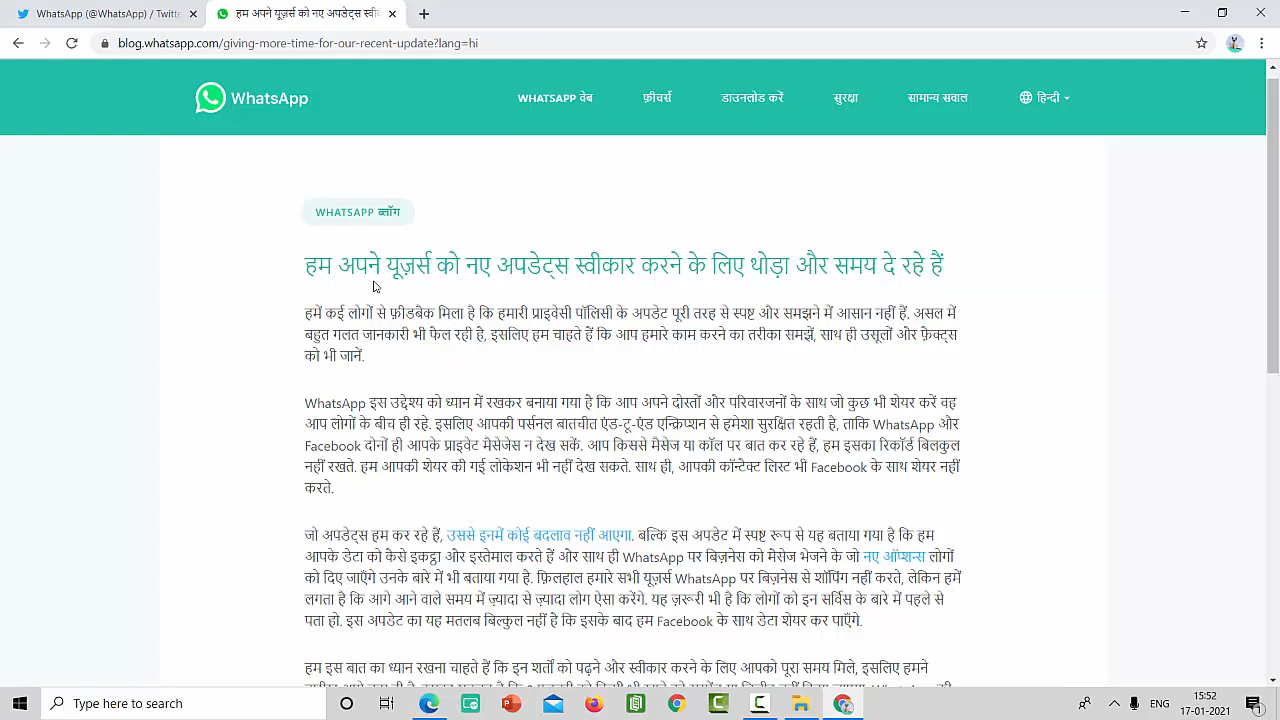 WhatsApp (@WhatsApp) / Twitte
हम अपने यूज़र्स को नए अपडेट्स स्वी
blog.whatsapp.com/giving-more-time-for-our-recent-update?lang=hi
WhatsApp
WHATSAPP वेब
फ़ीचर्स
डाउनलोड करें
सुरक्षा
सामान्य सवाल
हिन्दी
WHATSAPP ब्लॉग
हम अपने यूज़र्स को नए अपडेट्स स्वीकार करने के लिए थोड़ा और समय दे रहे हैं
हमें कई लोगों से फ़ीडबैक मिला है कि हमारी प्राइवेसी पॉलिसी के अपडेट पूरी तरह से स्पष्ट और समझने में आसान नहीं हैं. असल में
बहुत गलत जानकारी भी फैल रही है, इसलिए हम चाहते हैं कि आप हमारे काम करने का तरीका समझें, साथ ही उसूलों और फ़ैक्ट्स
को भी जानें.
WhatsApp इस उद्देश्य को ध्यान में रखकर बनाया गया है कि आप अपने दोस्तों और परिवारजनों के साथ जो कुछ भी शेयर करें वह
आप लोगों के बीच ही रहे. इसलिए आपकी पर्सनल बातचीत एंड-टू-एंड एन्क्रिप्शन से हमेशा सुरक्षित रहती है, ताकि WhatsApp और
Facebook दोनों ही आपके प्राइवेट मैसेजेस न देख सकें. आप किससे मैसेज या कॉल पर बात कर रहे हैं, हम इसका रिकॉर्ड बिलकुल
नहीं रखते. हम आपकी शेयर की गई लोकेशन भी नहीं देख सकते. साथ ही, आपकी कॉन्टैक्ट लिस्ट भी Facebook के साथ शेयर नहीं
करते.
जो अपडेट्स हम कर रहे हैं, उससे इनमें कोई बदलाव नहीं आएगा. बल्कि इस अपडेट में स्पष्ट रूप से यह बताया गया है कि हम
आपके डेटा को कैसे इकट्ठा और इस्तेमाल करते हैं और साथ ही WhatsApp पर बिज़नेस को मैसेज भेजने के जो नए ऑप्शन्स लोगों
को दिए जाएँगे उनके बारे में भी बताया गया है. फ़िलहाल हमारे सभी यूज़र्स WhatsApp पर बिज़नेस से शॉपिंग नहीं करते, लेकिन हमें
लगता है कि आगे आने वाले समय में ज़्यादा से ज़्यादा लोग ऐसा करेंगे. यह ज़रूरी भी है कि लोगों को इन सर्विस के बारे में पहले से
पता हो. इस अपडेट का यह मतलब बिल्कुल नहीं है कि इसके बाद हम Facebook के साथ डेटा शेयर कर पाएँगे.
हम इस बात का ध्यान रखना चाहते हैं कि इन शर्तों को पढ़ने और स्वीकार करने के लिए आपको पूरा समय मिले, इसलिए हमने
Type here to search
ENG
15:52
17-01-2021